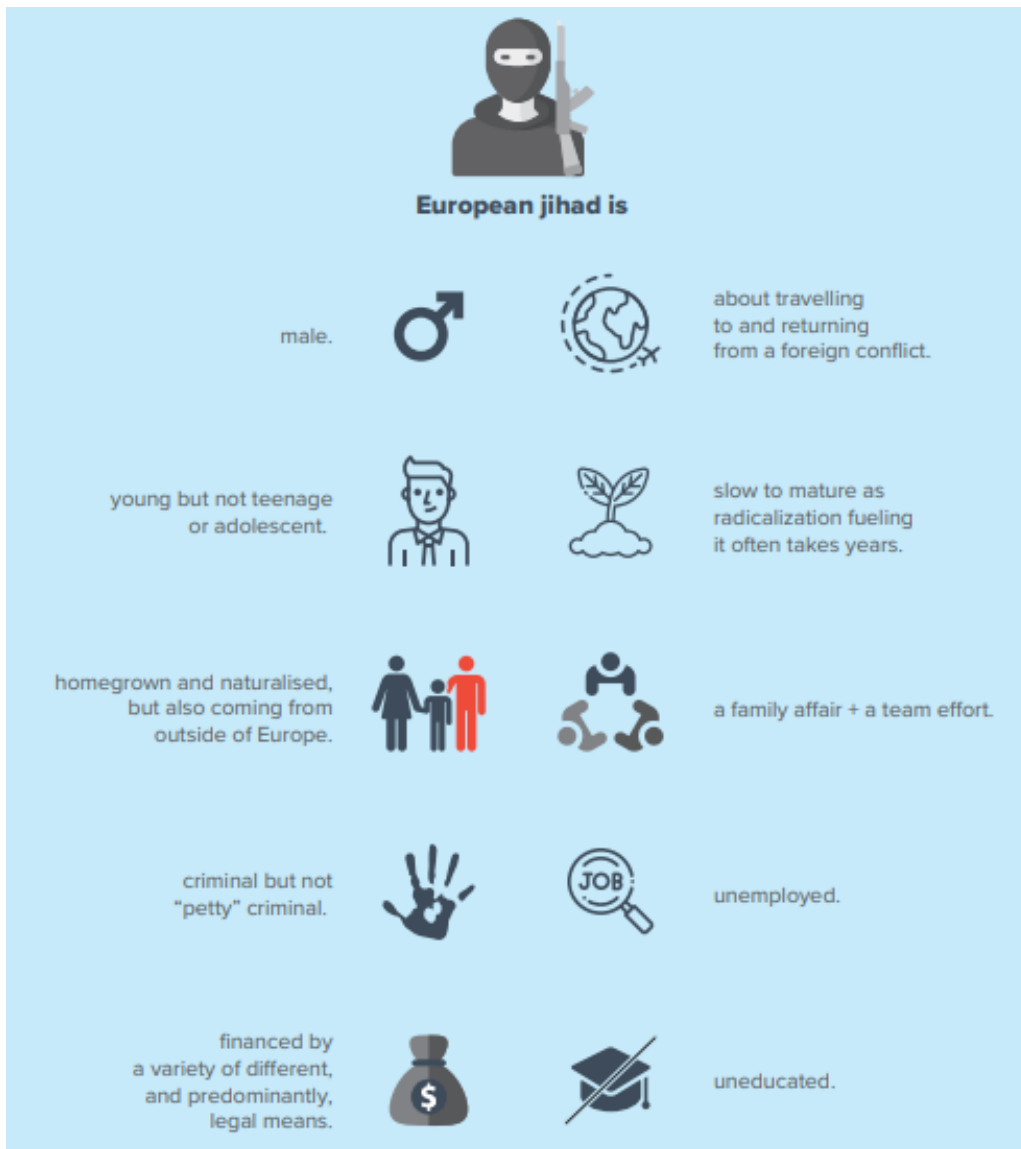 European jihad is
male.
about travelling
to and returning
from a foreign conflict.
young but not teenage
or adolescent.
slow to mature as
radicalization fueling
it often takes years.
homegrown and naturalised,
but also coming from
outside of Europe.
a family affair + a team effort.
criminal but not
“petty” criminal.
JOB
unemployed.
financed by
a variety of different,
and predominantly,
legal means.
$
uneducated.